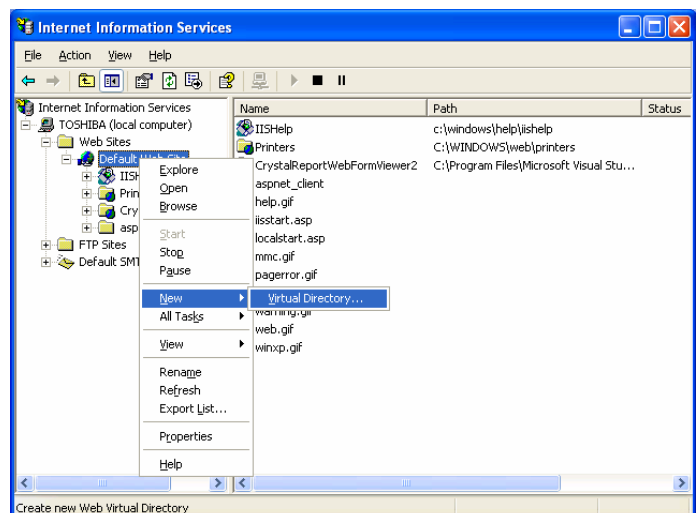 Internet Information Services
File Action View Help
Internet Information Services
TOSHIBA (local computer)
Web Sites
Default Web Site
IISH
Prin
Cry
asp
FTP Sites
Default SMT
Explore
Open
Browse
Start
Stop
Pause
New
All Tasks
View
Rename
Refresh
Export List...
Properties
Help
Virtual Directory...
Name Path Status
IISHelp c:\windows\help\iishelp
Printers C:\WINDOWS\web\printers
CrystalReportWebFormViewer2 C:\Program Files\Microsoft Visual Stu...
aspnet_client
help.gif
iisstart.asp
localstart.asp
mmc.gif
pagerror.gif
warning.gif
web.gif
winxp.gif
Create new Web Virtual Directory